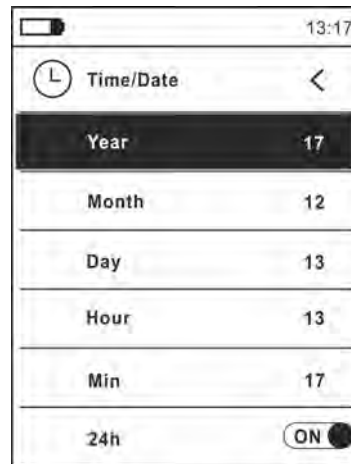 13:17
Time/Date <
Year 17
Month 12
Day 13
Hour 13
Min 17
24h ON